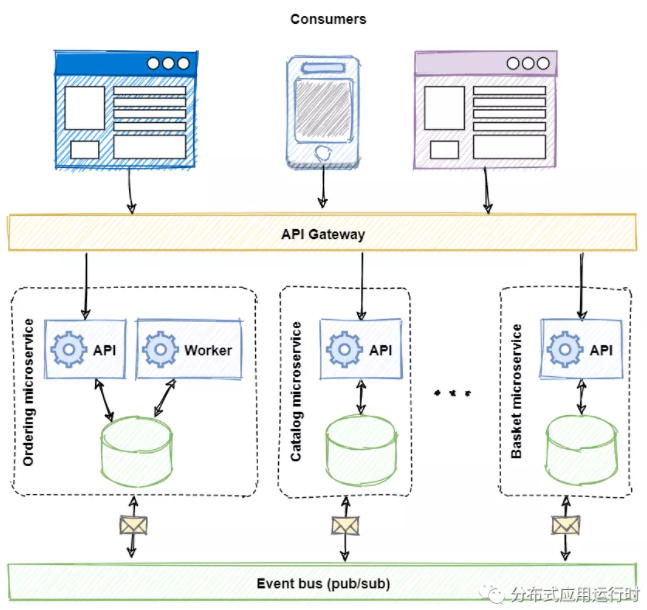 Consumers
API Gateway
Ordering microservice
API
Worker
Catalog microservice
API
Basket microservice
API
Event bus (pub/sub)
分布式应用运行时